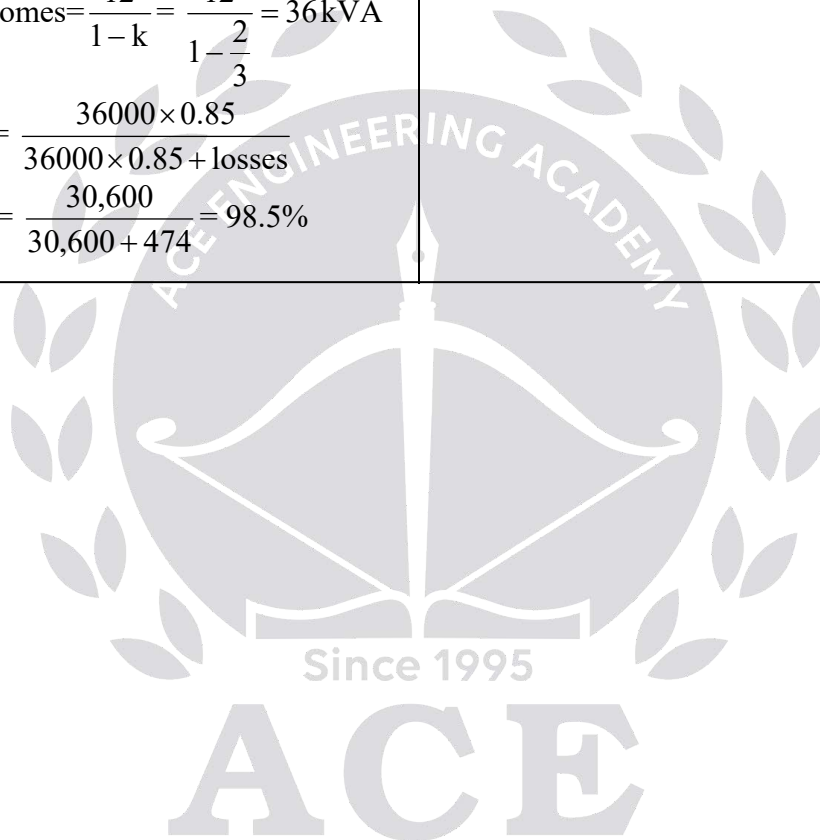 omes= 12/(1 − k) = 12/(1 − 2/3) = 36 kVA
= (36000 × 0.85)/(36000 × 0.85 + losses)
= 30,600/(30,600 + 474) = 98.5%
ACE ENGINEERING ACADEMY
Since 1995
ACE